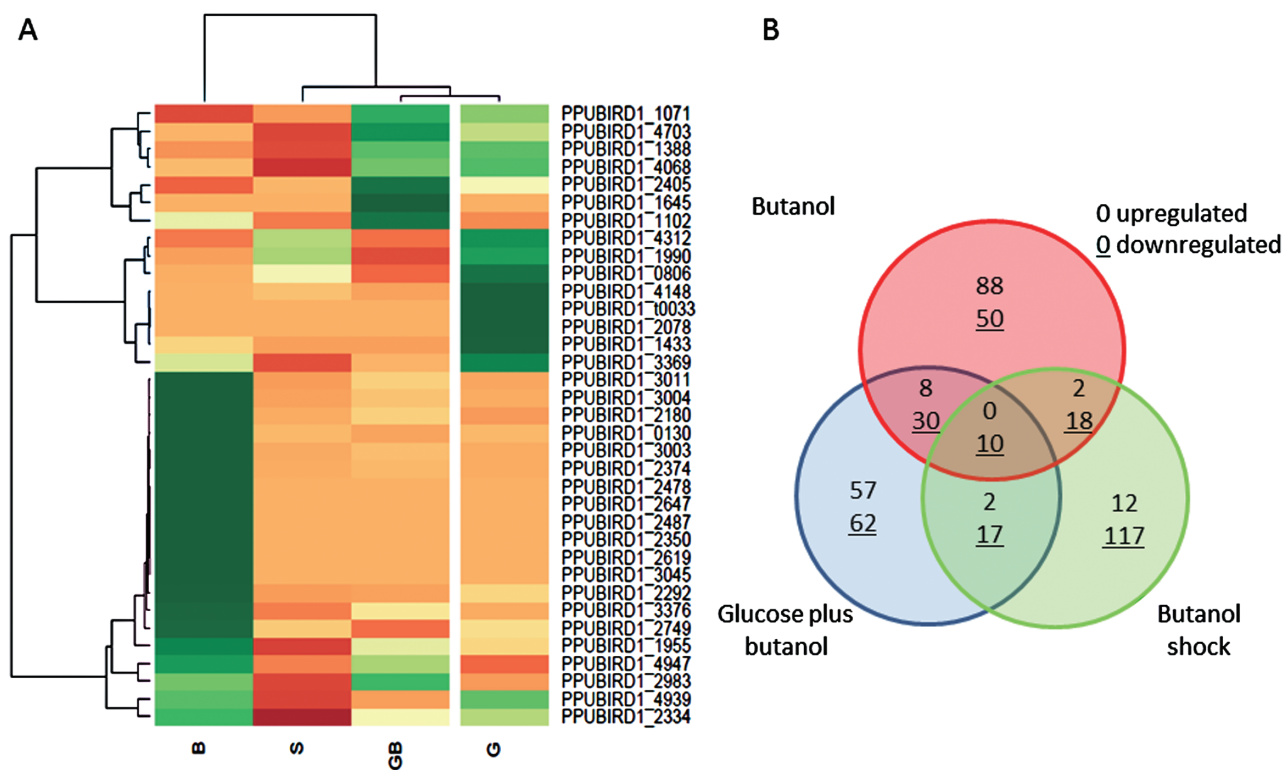 A
PPUBIRD1_1071
PPUBIRD1_4703
PPUBIRD1_1388
PPUBIRD1_4068
PPUBIRD1_2405
PPUBIRD1_1645
PPUBIRD1_1102
PPUBIRD1_4312
PPUBIRD1_1990
PPUBIRD1_0806
PPUBIRD1_4148
PPUBIRD1_t0033
PPUBIRD1_2078
PPUBIRD1_1433
PPUBIRD1_3369
PPUBIRD1_3011
PPUBIRD1_3004
PPUBIRD1_2180
PPUBIRD1_0130
PPUBIRD1_3003
PPUBIRD1_2374
PPUBIRD1_2478
PPUBIRD1_2647
PPUBIRD1_2487
PPUBIRD1_2350
PPUBIRD1_2619
PPUBIRD1_3045
PPUBIRD1_2292
PPUBIRD1_3376
PPUBIRD1_2749
PPUBIRD1_1955
PPUBIRD1_4947
PPUBIRD1_2983
PPUBIRD1_4939
PPUBIRD1_2334
B S GB G
B
Butanol
0 upregulated
0 downregulated
88
50
8
30
0
10
2
18
57
62
2
17
12
117
Glucose plus
butanol
Butanol
shock